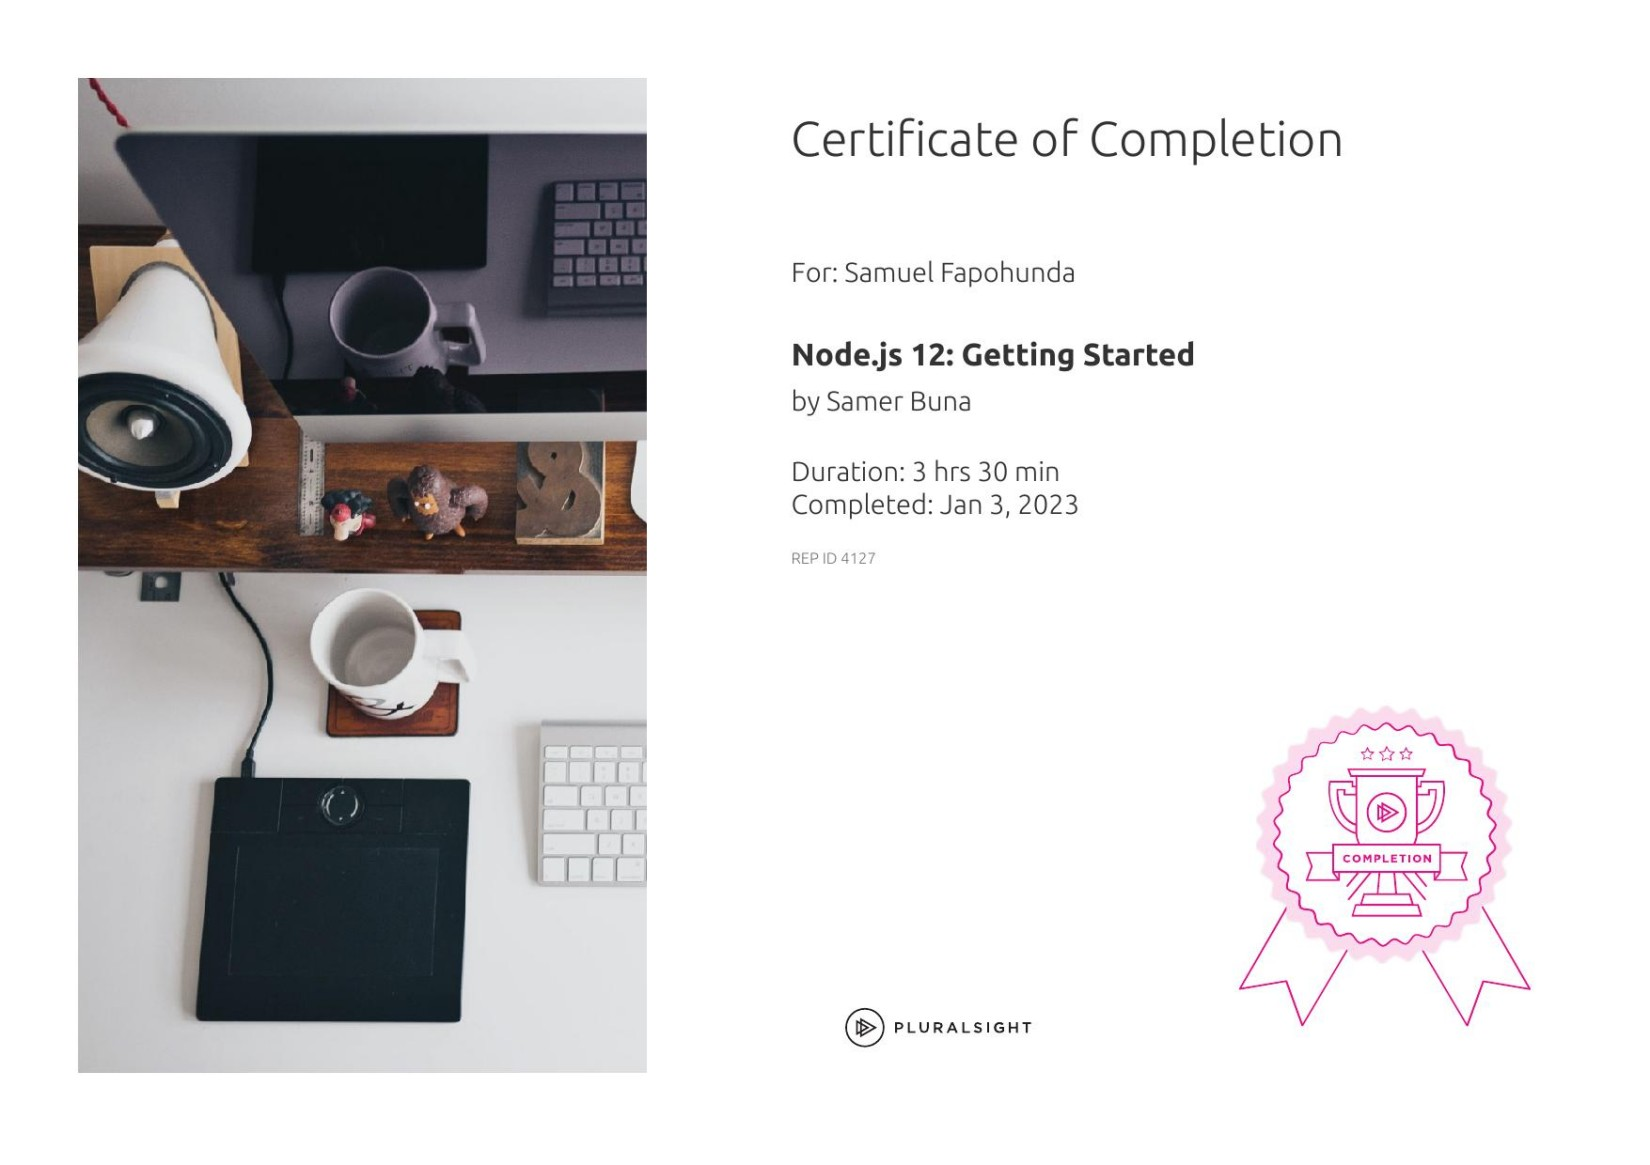 Certificate of Completion
For: Samuel Fapohunda
Node.js 12: Getting Started
by Samer Buna
Duration: 3 hrs 30 min
Completed: Jan 3, 2023
REP ID 4127
COMPLETION
PLURALSIGHT